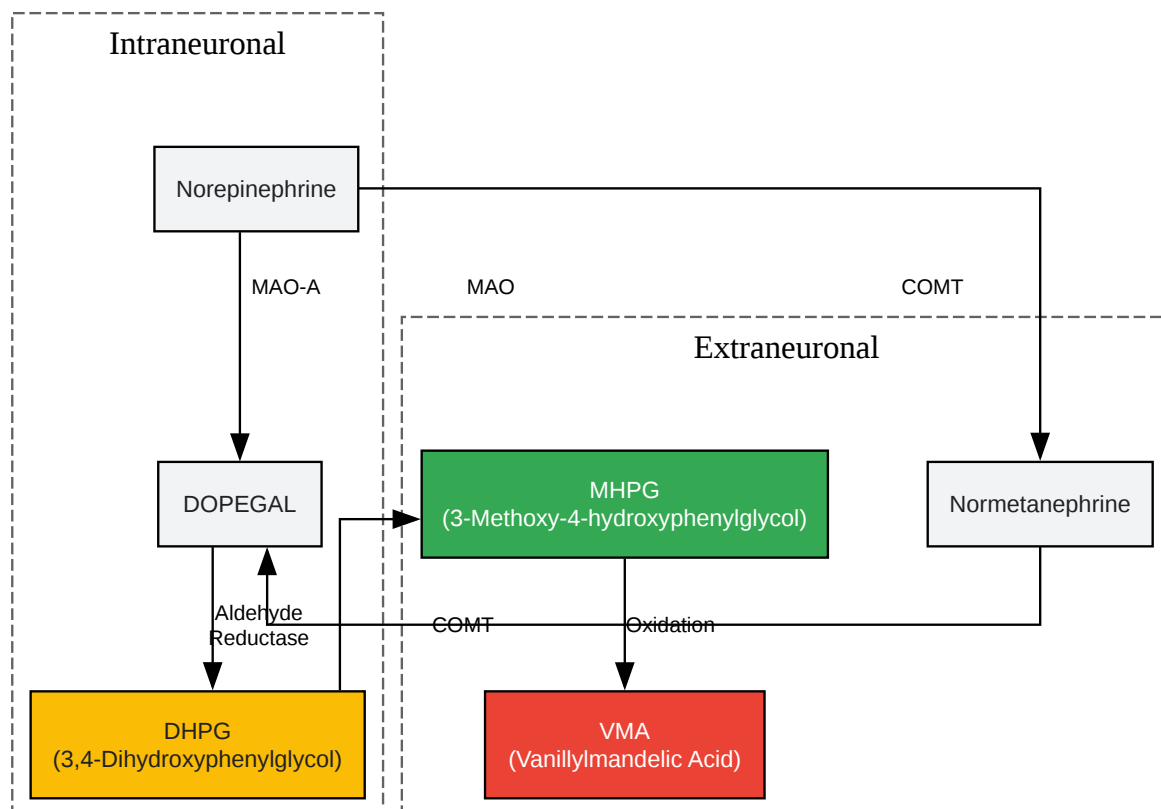 Intraneuronal
Norepinephrine
MAO-A
MAO
COMT
Extraneuronal
DOPEGAL
MHPG
(3-Methoxy-4-hydroxyphenylglycol)
Normetanephrine
Aldehyde
Reductase
COMT
Oxidation
DHPG
(3,4-Dihydroxyphenylglycol)
VMA
(Vanillylmandelic Acid)